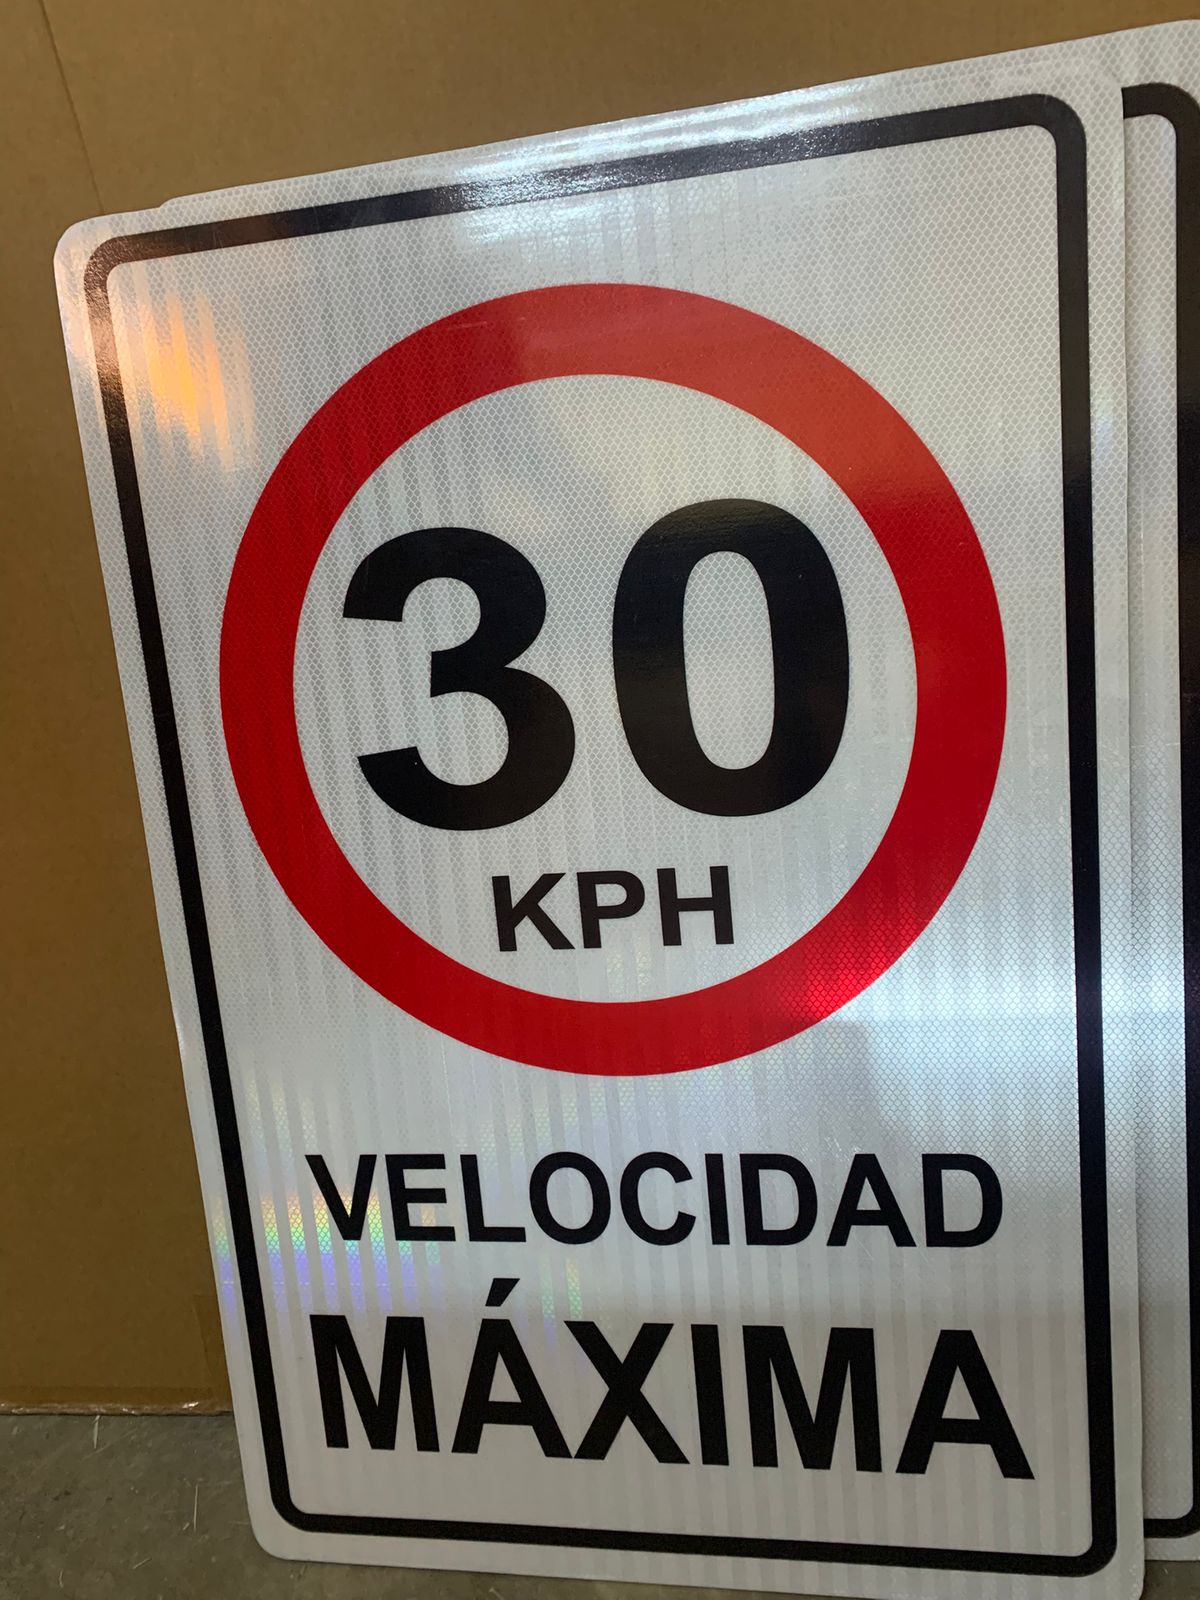 30
KPH
VELOCIDAD
MÁXIMA